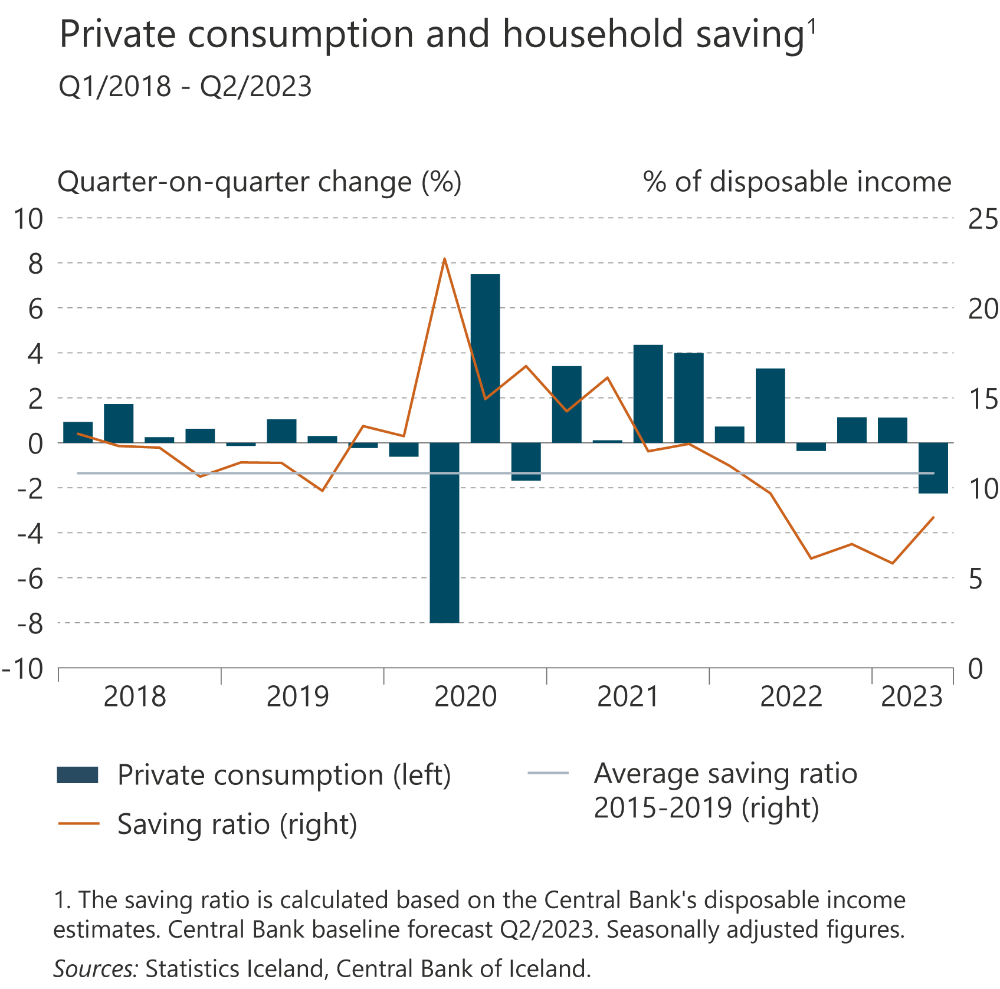 Private consumption and household saving¹
Q1/2018 - Q2/2023
Quarter-on-quarter change (%)
% of disposable income
10
8
6
4
2
0
-2
-4
-6
-8
-10
25
20
15
10
5
0
2018
2019
2020
2021
2022
2023
Private consumption (left)
Saving ratio (right)
Average saving ratio
2015-2019 (right)
1. The saving ratio is calculated based on the Central Bank's disposable income
estimates. Central Bank baseline forecast Q2/2023. Seasonally adjusted figures.
Sources: Statistics Iceland, Central Bank of Iceland.